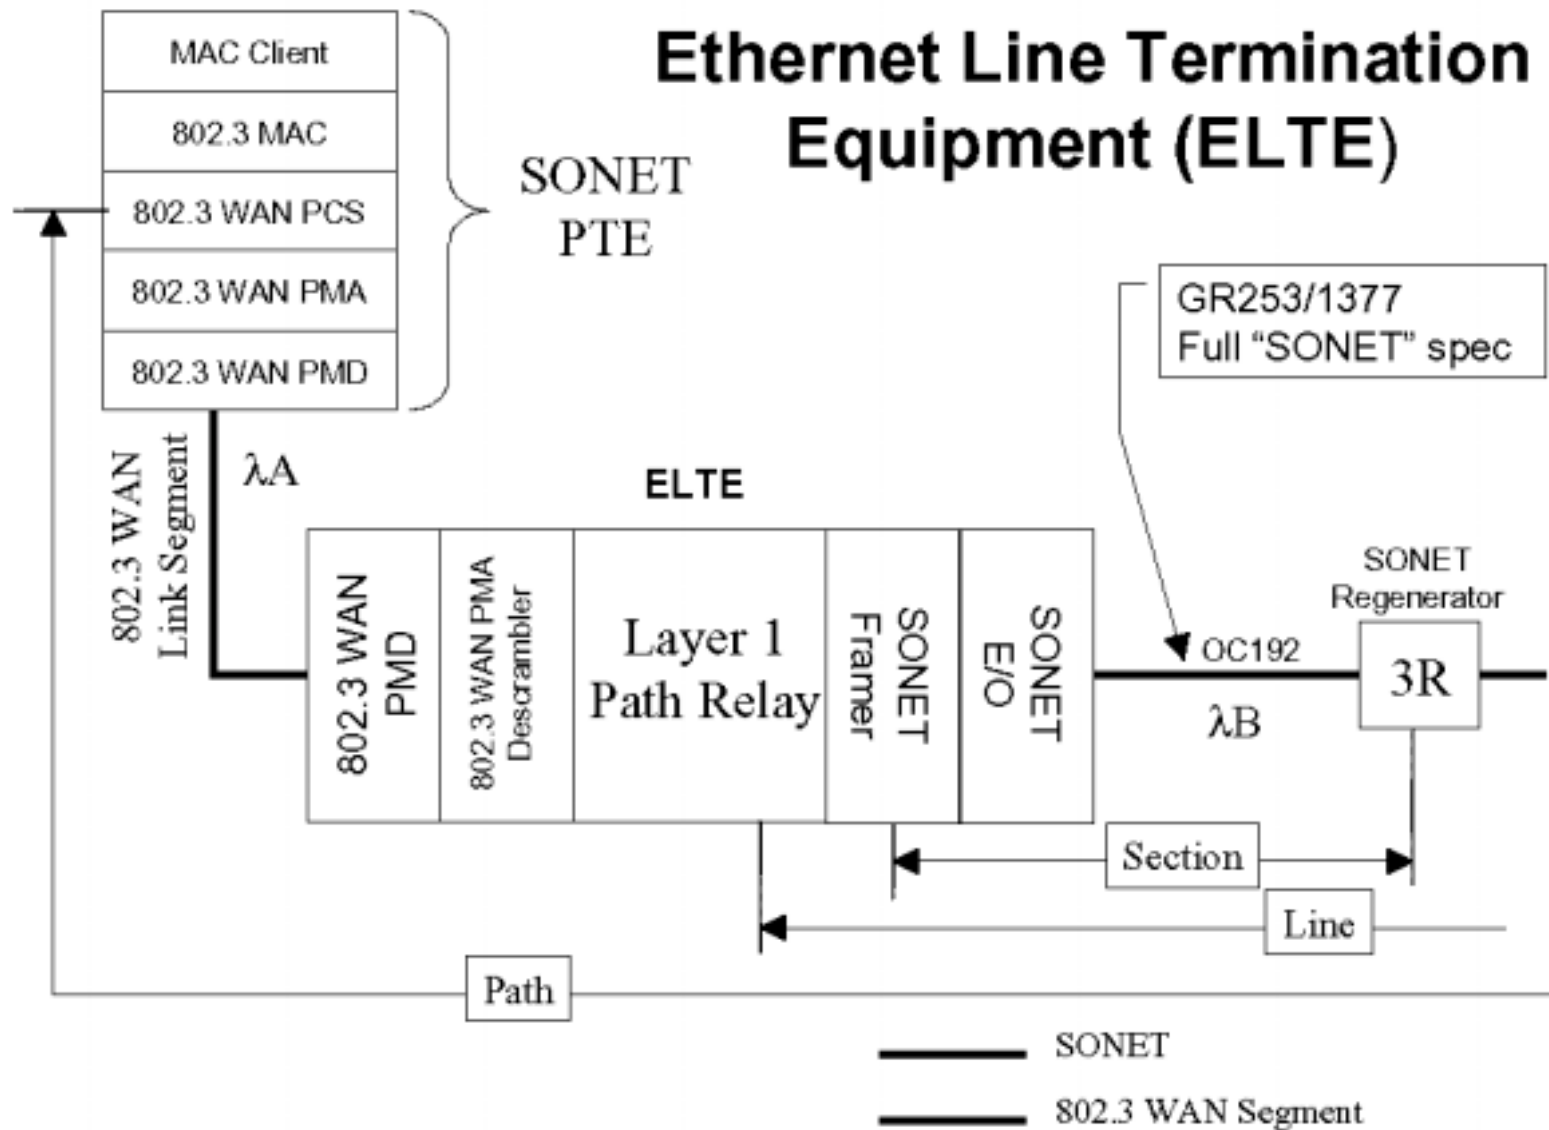 Ethernet Line Termination
Equipment (ELTE)
MAC Client
802.3 MAC
802.3 WAN PCS
802.3 WAN PMA
802.3 WAN PMD
SONET
PTE
GR253/1377
Full “SONET” spec
802.3 WAN
Link Segment
λA
ELTE
802.3 WAN
PMD
802.3 WAN PMA
Descrambler
Layer 1
Path Relay
SONET
Framer
SONET
E/O
OC192
λB
SONET
Regenerator
3R
Section
Line
Path
SONET
802.3 WAN Segment